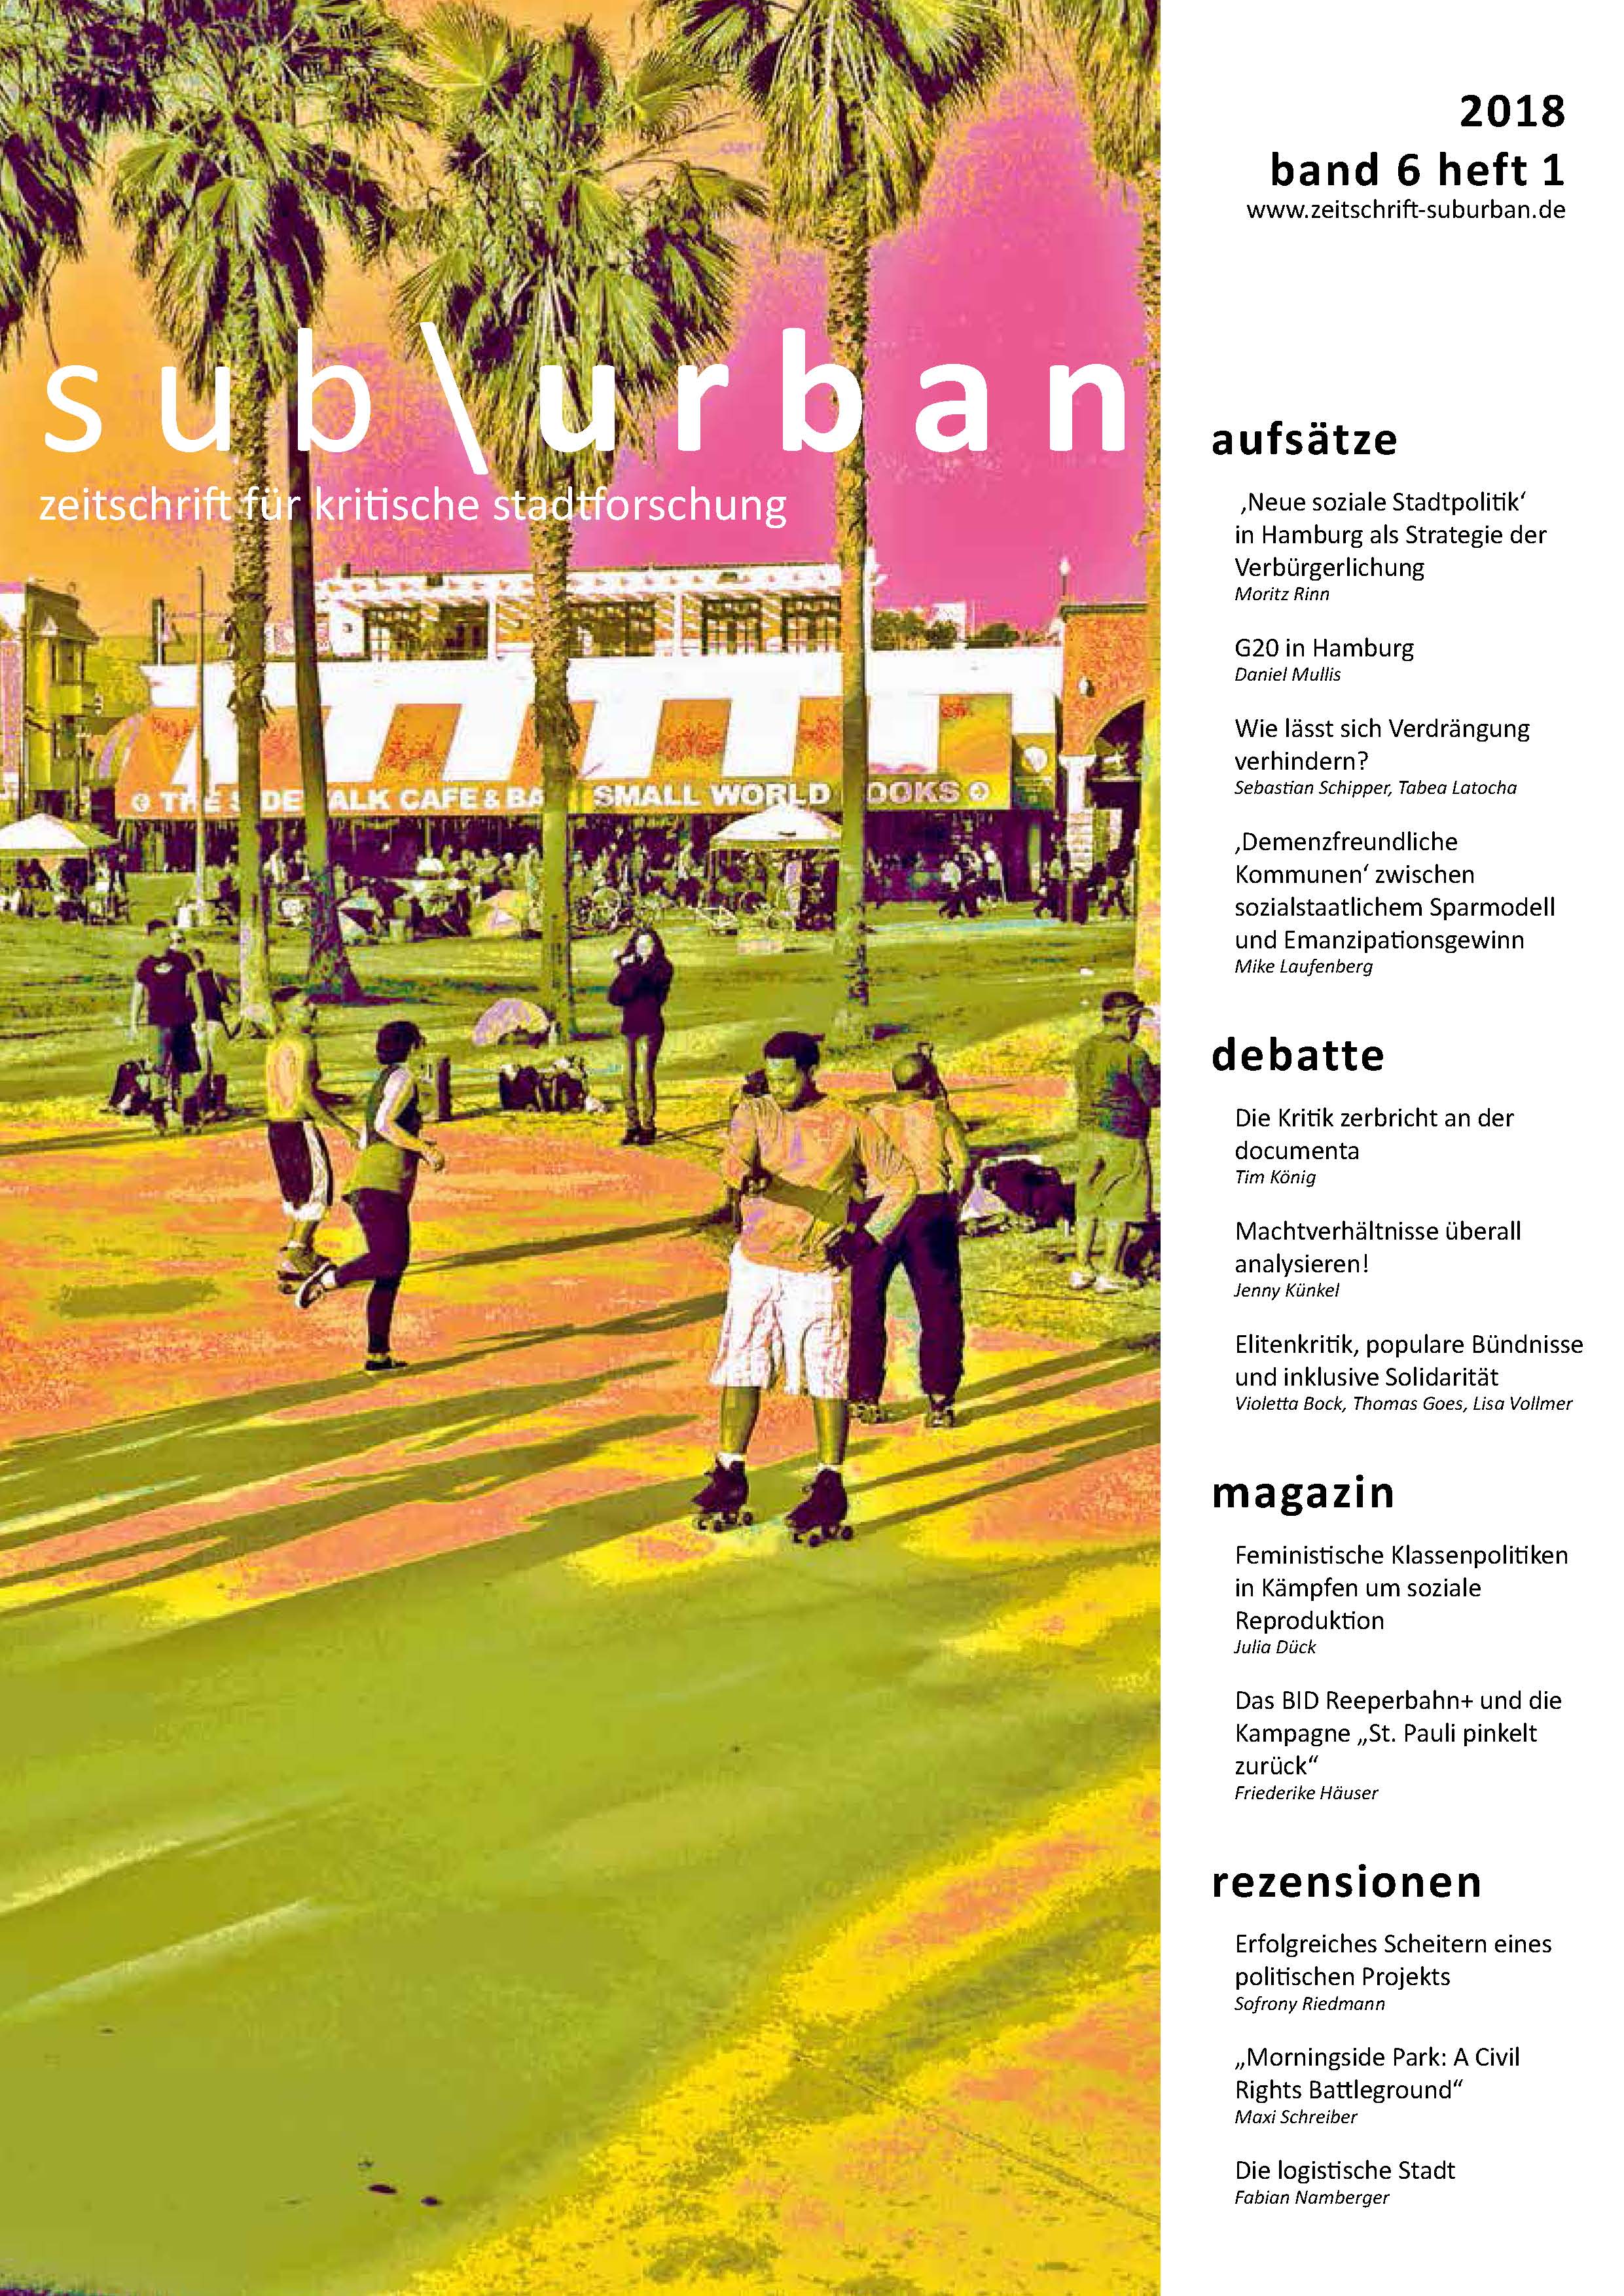 2018
band 6 heft 1
www.zeitschrift-suburban.de
sub\urban
zeitschrift für kritische stadtforschung
THE SIDE ALK CAFE & BA SMALL WORLD OOKS
aufsätze
‚Neue soziale Stadtpolitik‘
in Hamburg als Strategie der
Verbürgerlichung
Moritz Rinn
G20 in Hamburg
Daniel Mullis
Wie lässt sich Verdrängung
verhindern?
Sebastian Schipper, Tabea Latocha
‚Demenzfreundliche
Kommunen‘ zwischen
sozialstaatlichem Sparmodell
und Emanzipationsgewinn
Mike Laufenberg
debatte
Die Kritik zerbricht an der
documenta
Tim König
Machtverhältnisse überall
analysieren!
Jenny Künkel
Elitenkritik, populare Bündnisse
und inklusive Solidarität
Violetta Bock, Thomas Goes, Lisa Vollmer
magazin
Feministische Klassenpolitiken
in Kämpfen um soziale
Reproduktion
Julia Dück
Das BID Reeperbahn+ und die
Kampagne „St. Pauli pinkelt
zurück“
Friederike Häuser
rezensionen
Erfolgreiches Scheitern eines
politischen Projekts
Sofrony Riedmann
„Morningside Park: A Civil
Rights Battleground“
Maxi Schreiber
Die logistische Stadt
Fabian Namberger